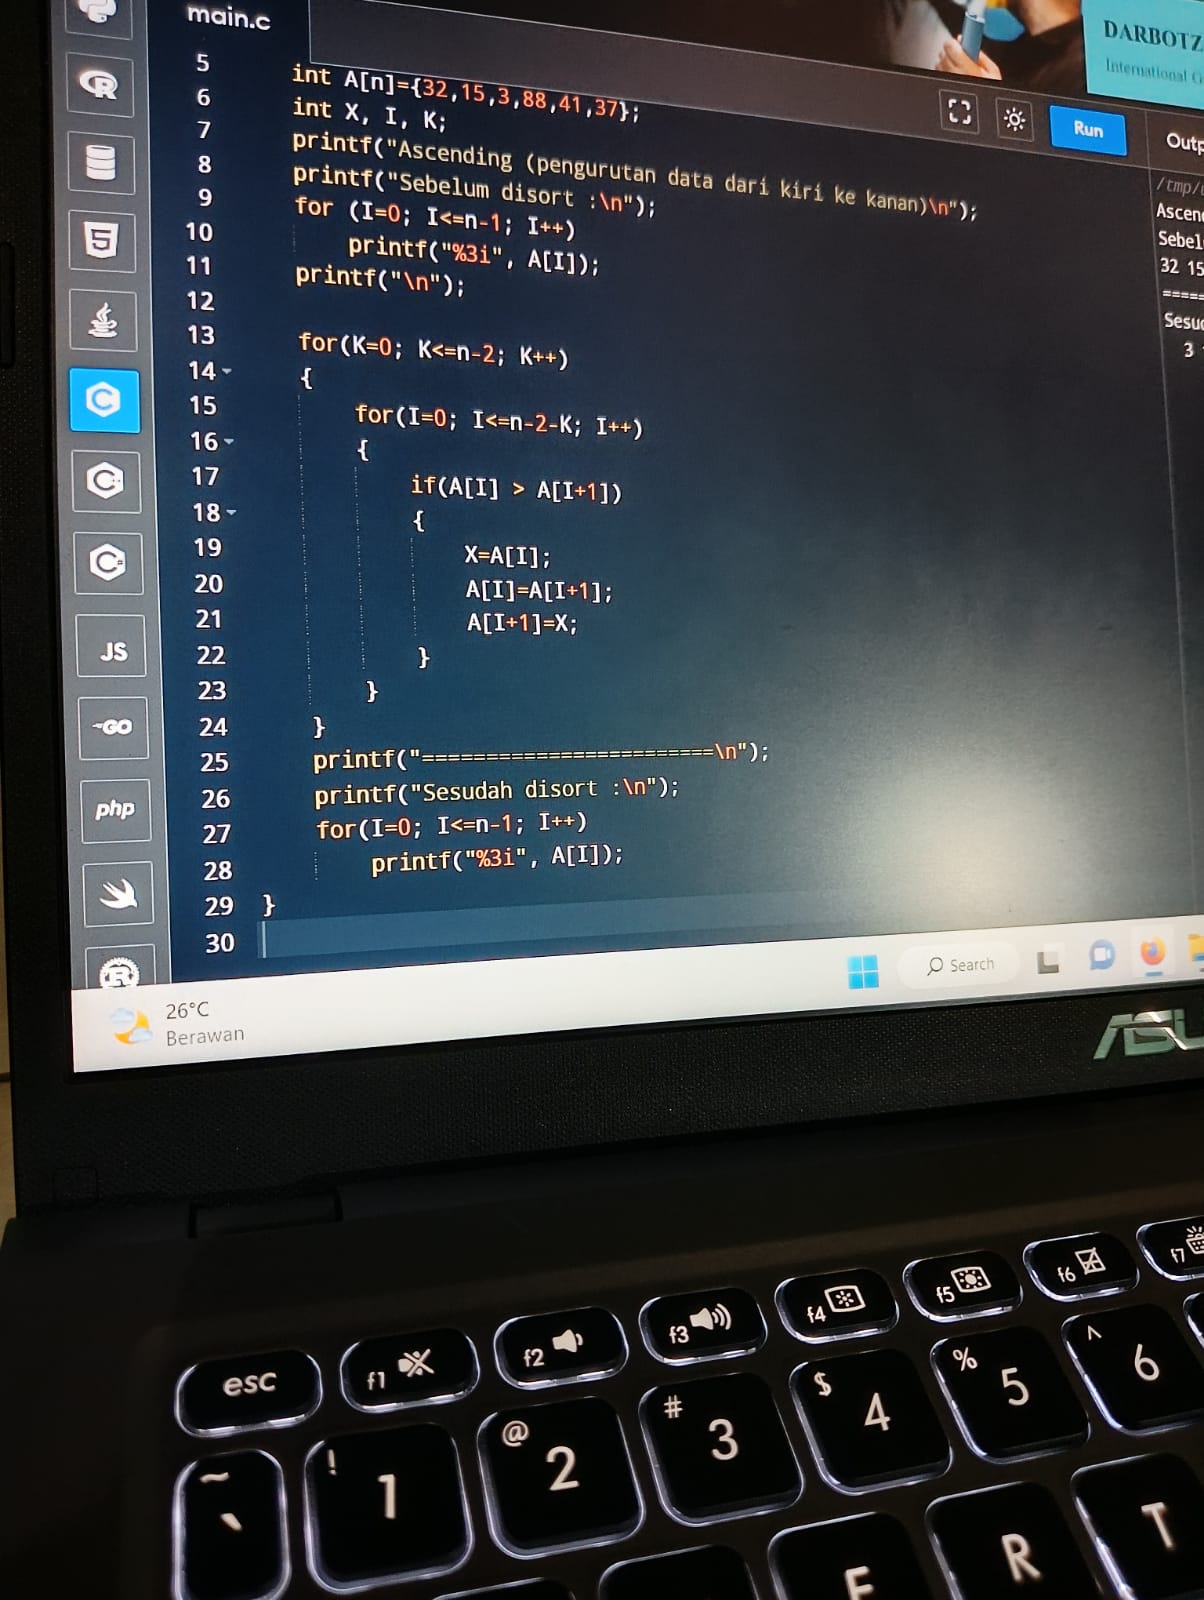 main.c
DARBOTZ
International G
Run
Outp
5 int A[n]={32,15,3,88,41,37};
6 int X, I, K;
7 printf("Ascending (pengurutan data dari kiri ke kanan)\n");
8 printf("Sebelum disort :\n");
9 for (I=0; I<=n-1; I++)
10 printf("%3i", A[I]);
11 printf("\n");
12
13 for(K=0; K<=n-2; K++)
14 {
15 for(I=0; I<=n-2-K; I++)
16 {
17 if(A[I] > A[I+1])
18 {
19 X=A[I];
20 A[I]=A[I+1];
21 A[I+1]=X;
22 }
23 }
24 }
25 printf("=======================\n");
26 printf("Sesudah disort :\n");
27 for(I=0; I<=n-1; I++)
28 printf("%3i", A[I]);
29 }
30
/tmp/
Ascen
Sebel
32 15
=====
Sesud
3
R
5
C
C
C
JS
GO
php
R
26°C
Berawan
Search
ASU
esc f1 f2 f3 f4 f5 f6 f7
~ ` ! 1 @ 2 # 3 $ 4 % 5 ^ 6
R T